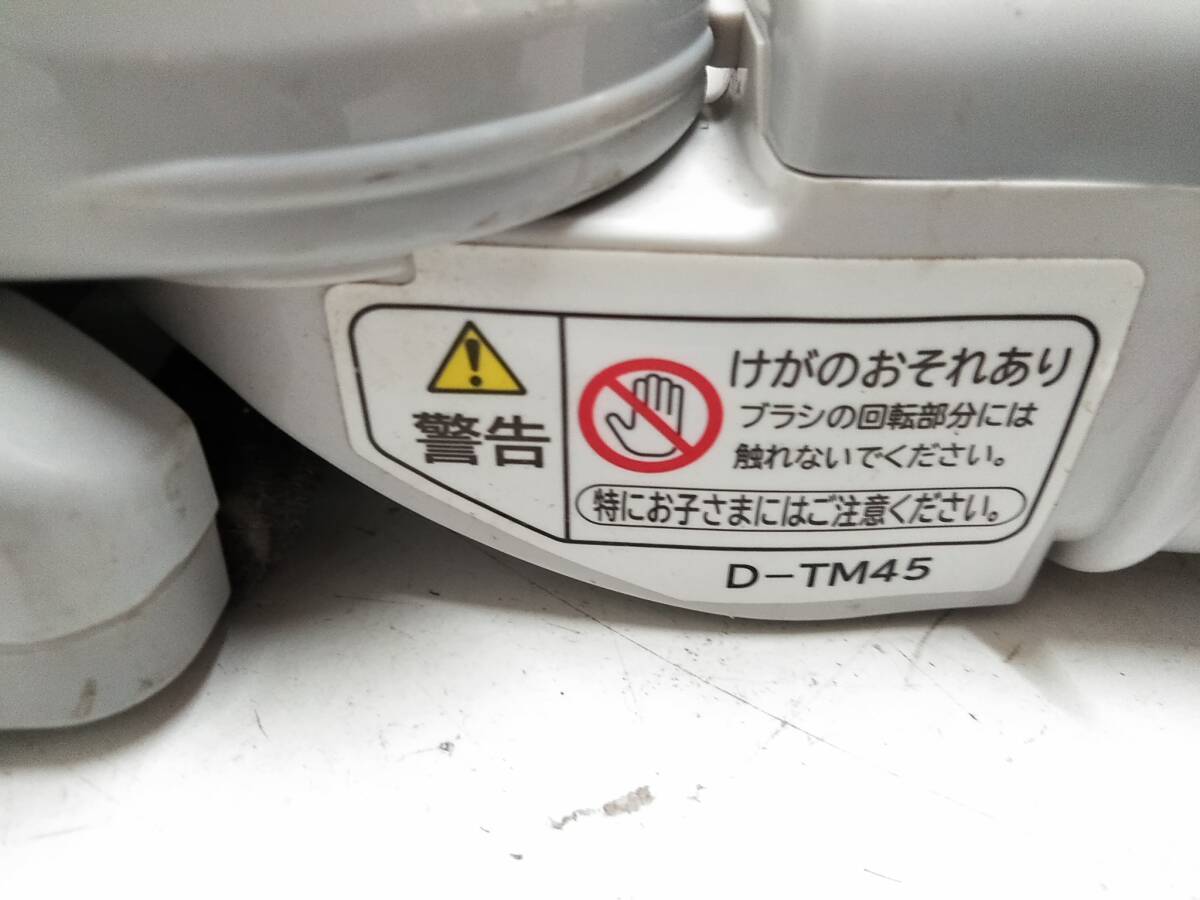 警告
けがのおそれあり
ブラシの回転部分には
触れないでください。
特にお子さまにはご注意ください。
D-TM45